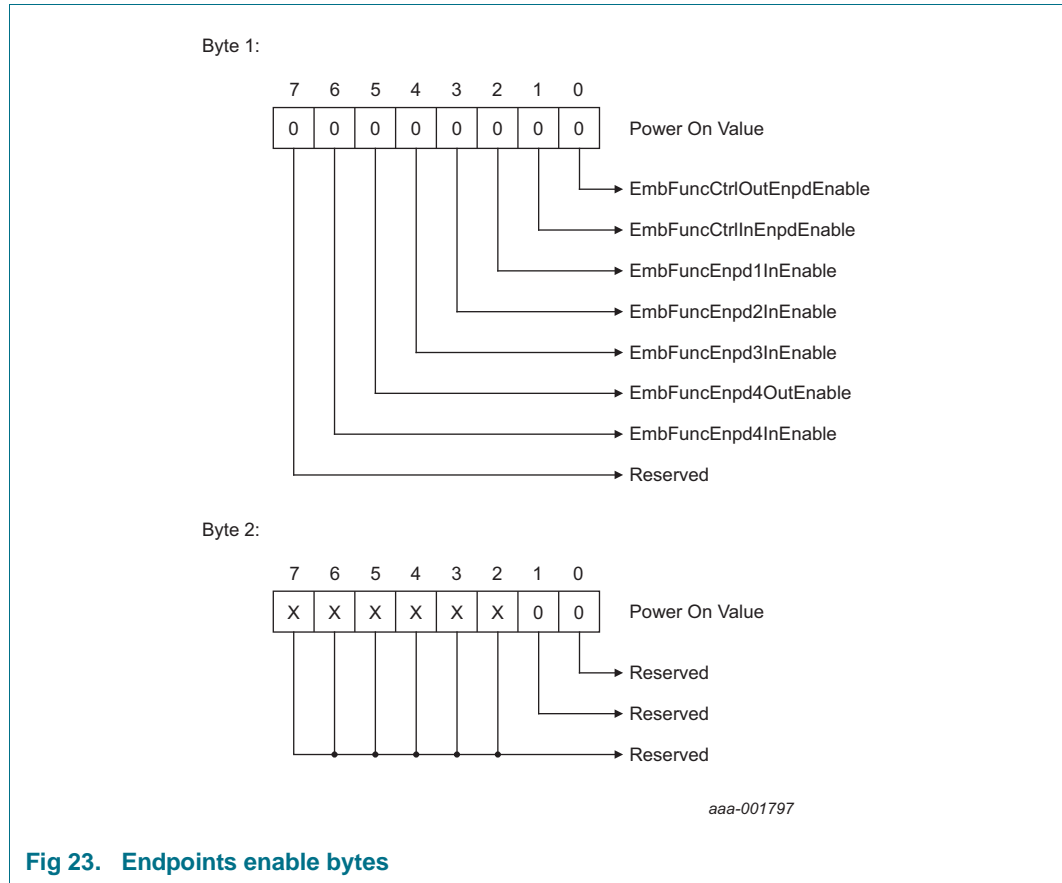 Byte 1:
7 6 5 4 3 2 1 0
0 0 0 0 0 0 0 0 Power On Value
EmbFuncCtrlOutEnpdEnable
EmbFuncCtrlInEnpdEnable
EmbFuncEnpd1InEnable
EmbFuncEnpd2InEnable
EmbFuncEnpd3InEnable
EmbFuncEnpd4OutEnable
EmbFuncEnpd4InEnable
Reserved
Byte 2:
7 6 5 4 3 2 1 0
X X X X X X 0 0 Power On Value
Reserved
Reserved
Reserved
aaa-001797
Fig 23. Endpoints enable bytes